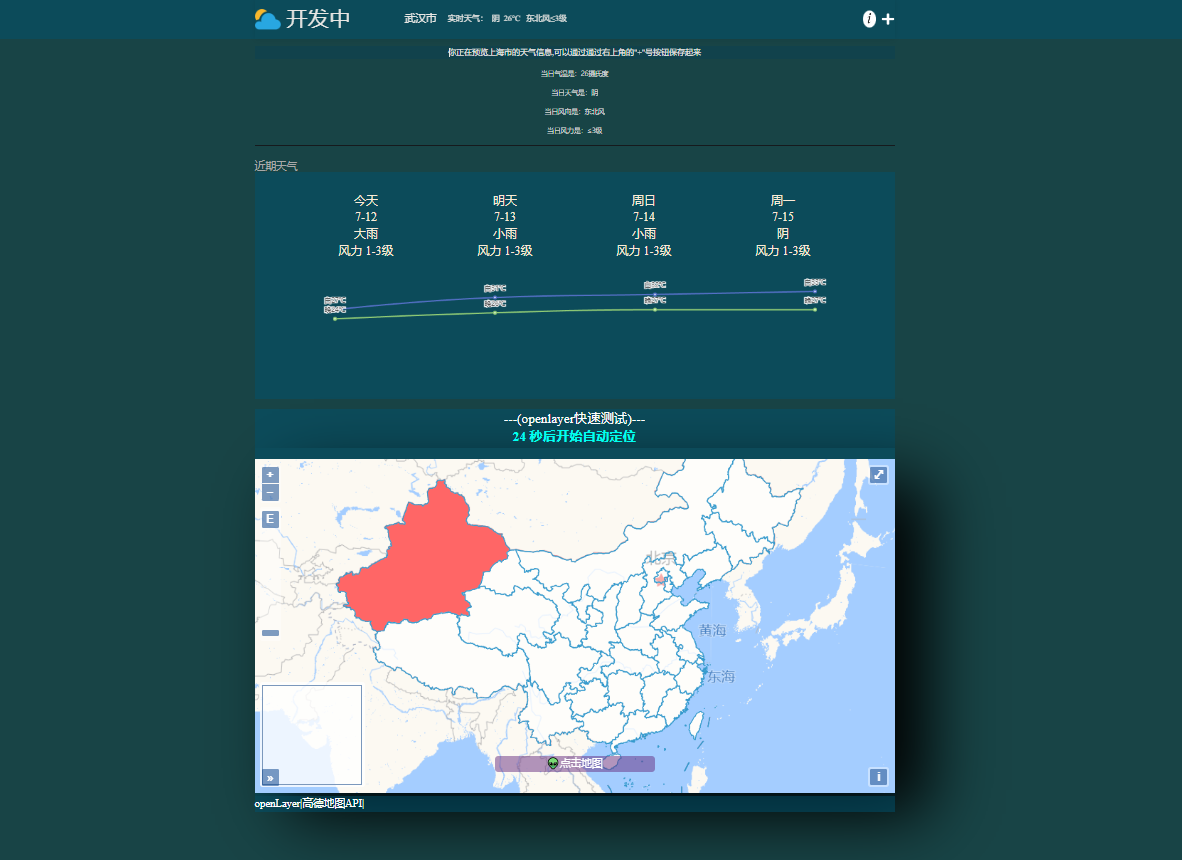 开发中 武汉市 实时天气： 阴 26℃ 东北风≤3级
你正在预览上海市的天气信息,可以通过通过右上角的"+"号按钮保存起来
当日气温是：26摄氏度
当日天气是：阴
当日风向是：东北风
当日风力是：≤3级
近期天气
今天 明天 周日 周一
7-12 7-13 7-14 7-15
大雨 小雨 小雨 阴
风力 1-3级 风力 1-3级 风力 1-3级 风力 1-3级
---(openlayer快速测试)---
24 秒后开始自动定位
+
–
E
北京
黄海
东海
点击地图
»
i
openLayer|高德地图API|